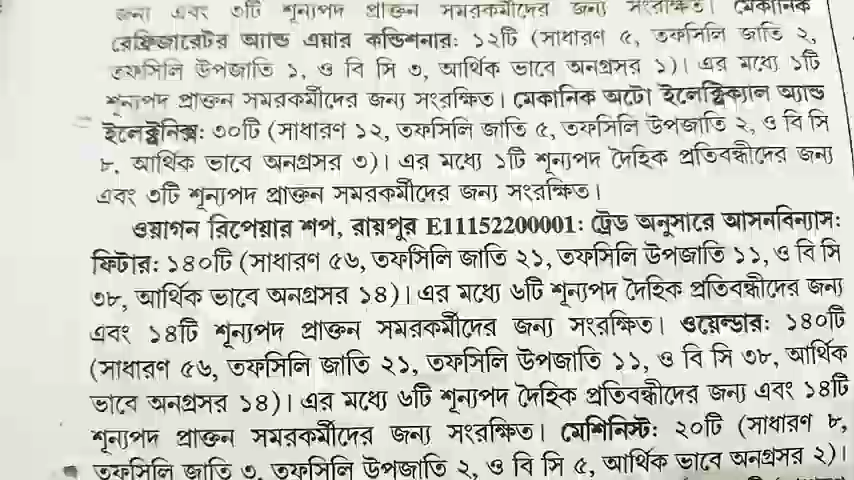 জন্য এবং ৩টি শূন্যপদ প্রাক্তন সমরকর্মীদের জন্য সংরক্ষিত। মেকানিক
রেফ্রিজারেটর অ্যান্ড এয়ার কন্ডিশনার: ১২টি (সাধারণ ৫, তফসিলি জাতি ২,
তফসিলি উপজাতি ১, ও বি সি ৩, আর্থিক ভাবে অনগ্রসর ১)। এর মধ্যে ১টি
শূন্যপদ প্রাক্তন সমরকর্মীদের জন্য সংরক্ষিত। মেকানিক অটো ইলেক্ট্রিক্যাল অ্যান্ড
ইলেক্ট্রনিক্স: ৩০টি (সাধারণ ১২, তফসিলি জাতি ৫, তফসিলি উপজাতি ২, ও বি সি
৮, আর্থিক ভাবে অনগ্রসর ৩)। এর মধ্যে ১টি শূন্যপদ দৈহিক প্রতিবন্ধীদের জন্য
এবং ৩টি শূন্যপদ প্রাক্তন সমরকর্মীদের জন্য সংরক্ষিত।
ওয়াগন রিপেয়ার শপ, রায়পুর E11152200001: ট্রেড অনুসারে আসনবিন্যাস:
ফিটার: ১৪০টি (সাধারণ ৫৬, তফসিলি জাতি ২১, তফসিলি উপজাতি ১১, ও বি সি
৩৮, আর্থিক ভাবে অনগ্রসর ১৪)। এর মধ্যে ৬টি শূন্যপদ দৈহিক প্রতিবন্ধীদের জন্য
এবং ১৪টি শূন্যপদ প্রাক্তন সমরকর্মীদের জন্য সংরক্ষিত। ওয়েল্ডার: ১৪০টি
(সাধারণ ৫৬, তফসিলি জাতি ২১, তফসিলি উপজাতি ১১, ও বি সি ৩৮, আর্থিক
ভাবে অনগ্রসর ১৪)। এর মধ্যে ৬টি শূন্যপদ দৈহিক প্রতিবন্ধীদের জন্য এবং ১৪টি
শূন্যপদ প্রাক্তন সমরকর্মীদের জন্য সংরক্ষিত। মেশিনিস্ট: ২০টি (সাধারণ ৮,
তফসিলি জাতি ৩, তফসিলি উপজাতি ২, ও বি সি ৫, আর্থিক ভাবে অনগ্রসর ২)।